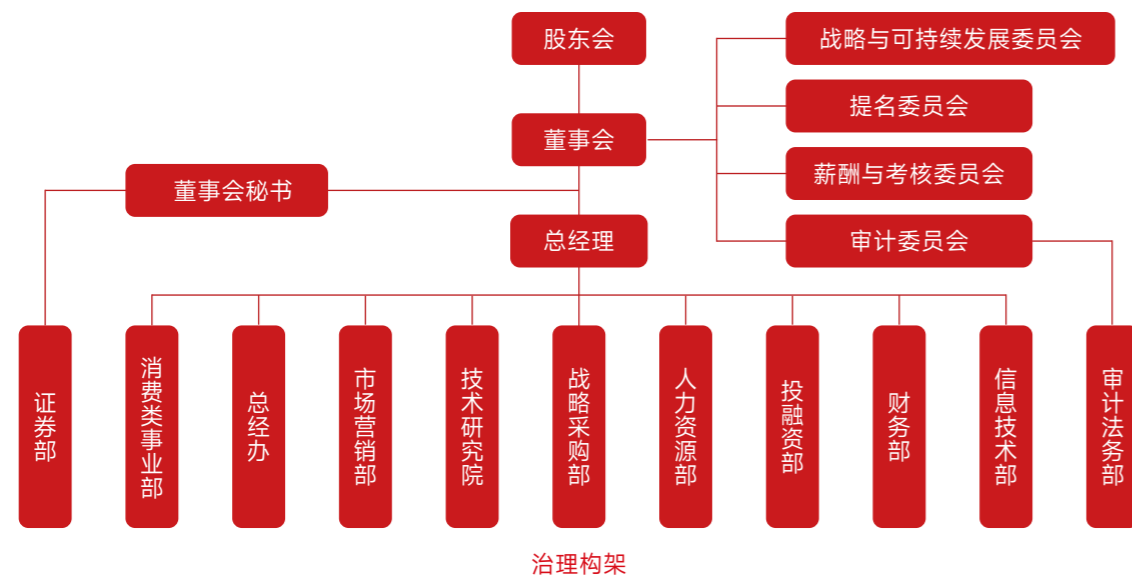 股东会
战略与可持续发展委员会
提名委员会
董事会
薪酬与考核委员会
董事会秘书
总经理
审计委员会
证券部
消费类事业部
总经办
市场营销部
技术研究院
战略采购部
人力资源部
投融资部
财务部
信息技术部
审计法务部
治理构架